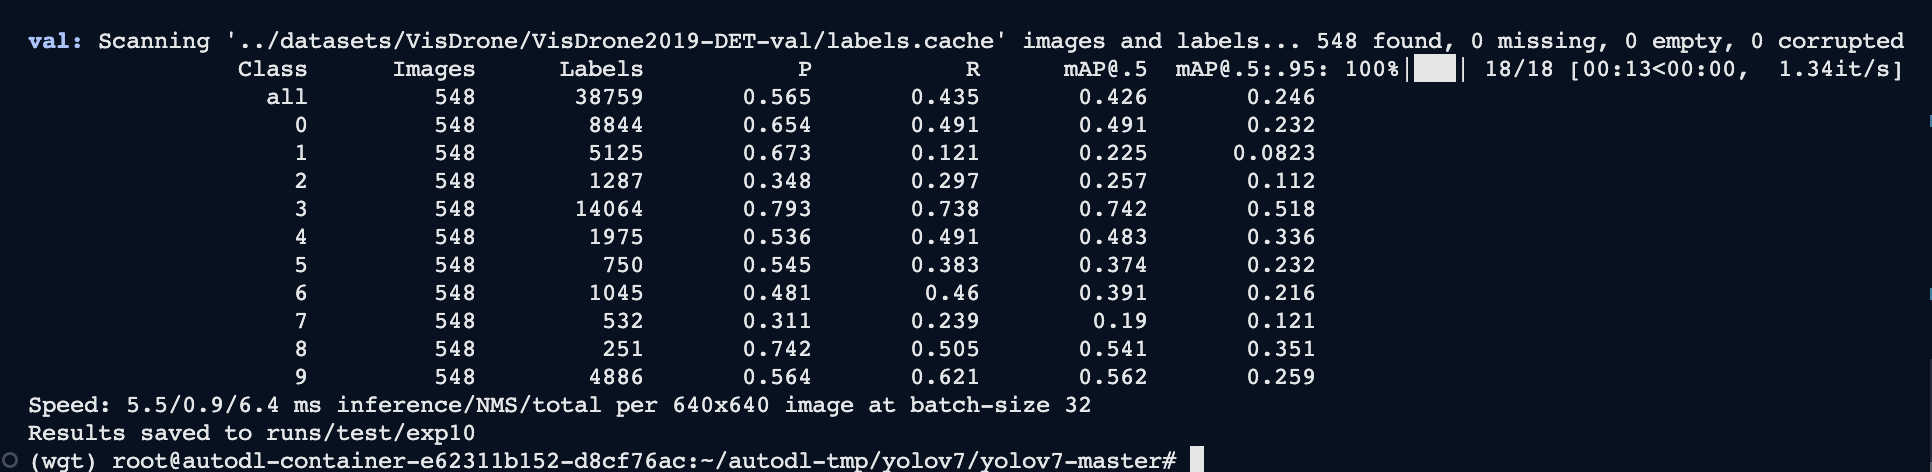 val: Scanning '../datasets/VisDrone/VisDrone2019-DET-val/labels.cache' images and labels... 548 found, 0 missing, 0 empty, 0 corrupted
Class Images Labels P R mAP@.5 mAP@.5:.95: 100%|███| 18/18 [00:13<00:00, 1.34it/s]
all 548 38759 0.565 0.435 0.426 0.246
0 548 8844 0.654 0.491 0.491 0.232
1 548 5125 0.673 0.121 0.225 0.0823
2 548 1287 0.348 0.297 0.257 0.112
3 548 14064 0.793 0.738 0.742 0.518
4 548 1975 0.536 0.491 0.483 0.336
5 548 750 0.545 0.383 0.374 0.232
6 548 1045 0.481 0.46 0.391 0.216
7 548 532 0.311 0.239 0.19 0.121
8 548 251 0.742 0.505 0.541 0.351
9 548 4886 0.564 0.621 0.562 0.259
Speed: 5.5/0.9/6.4 ms inference/NMS/total per 640x640 image at batch-size 32
Results saved to runs/test/exp10
(wgt) root@autodl-container-e62311b152-d8cf76ac:~/autodl-tmp/yolov7/yolov7-master#